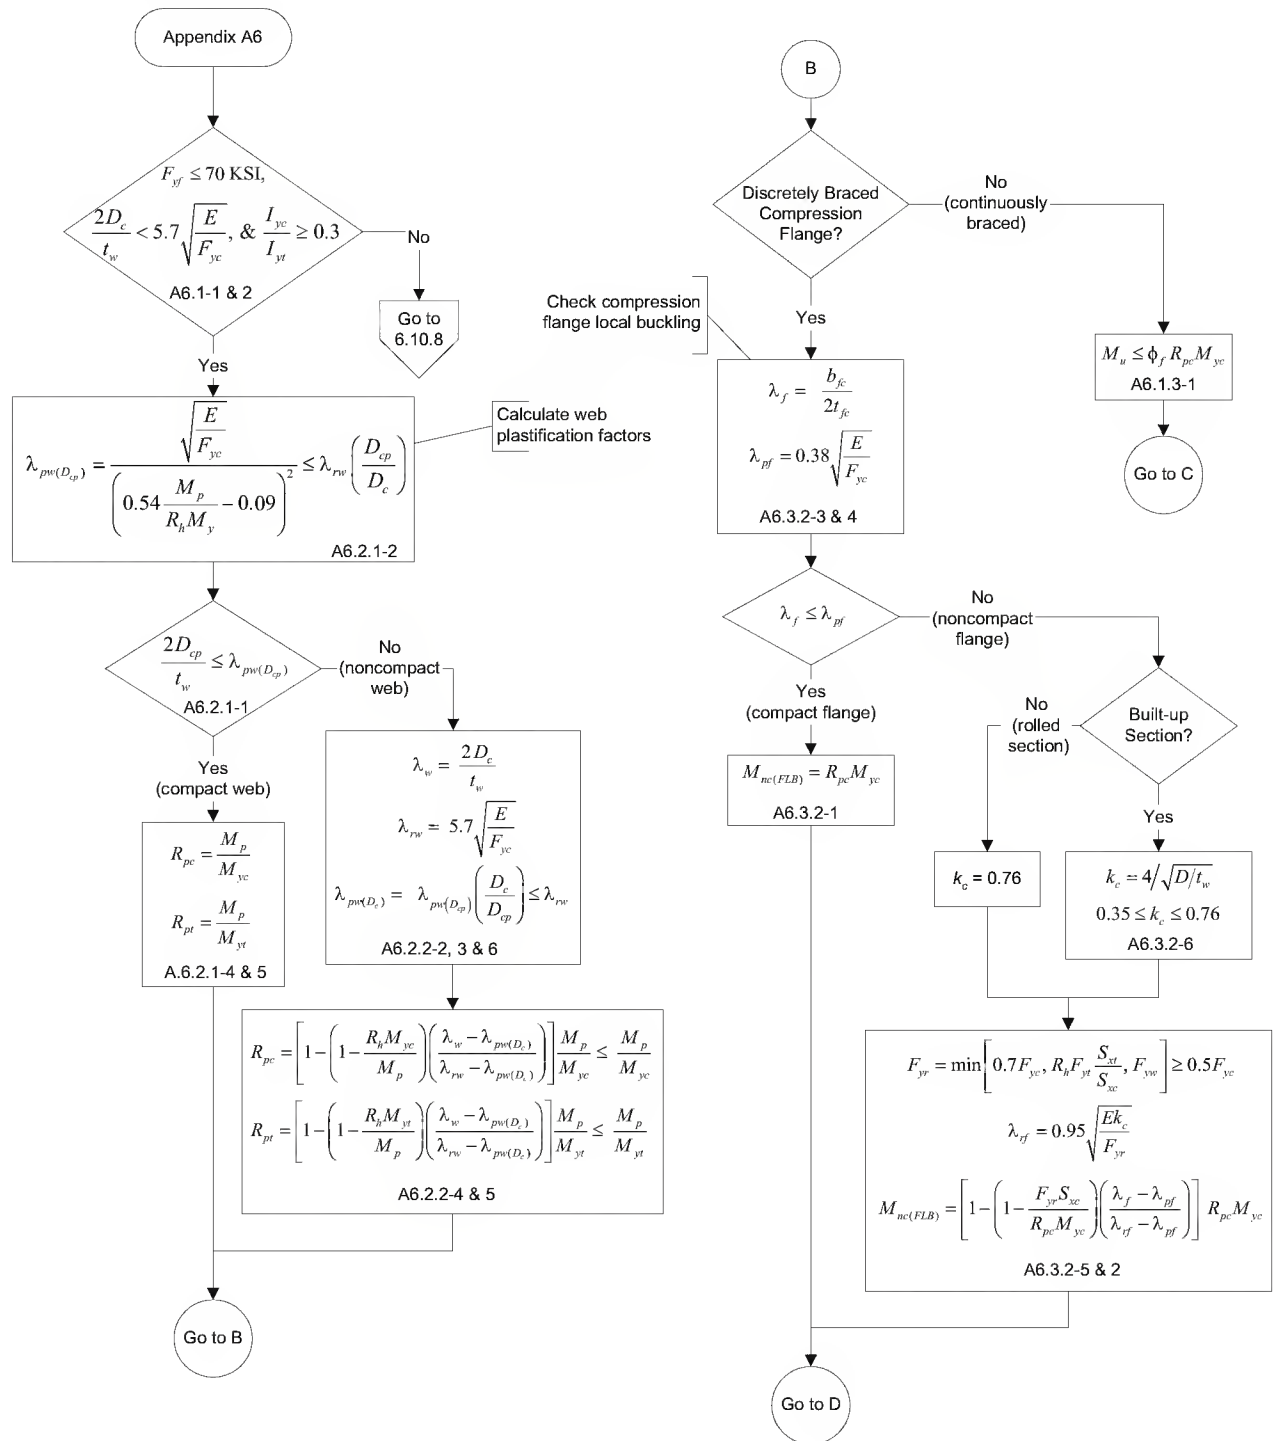 Appendix A6
F_yf ≤ 70 KSI,
2D_c / t_w < 5.7 √(E / F_yc), & I_yc / I_yt ≥ 0.3
A6.1-1 & 2
No
Go to
6.10.8
Yes
λ_pw(D_cp) = √(E / F_yc) / (0.54 M_p / (R_h M_y) − 0.09)² ≤ λ_rw (D_cp / D_c)
A6.2.1-2
Calculate web
plastification factors
2D_cp / t_w ≤ λ_pw(D_cp)
A6.2.1-1
No
(noncompact
web)
Yes
(compact web)
R_pc = M_p / M_yc
R_pt = M_p / M_yt
A.6.2.1-4 & 5
λ_w = 2D_c / t_w
λ_rw = 5.7 √(E / F_yc)
λ_pw(D_c) = λ_pw(D_cp) (D_c / D_cp) ≤ λ_rw
A6.2.2-2, 3 & 6
R_pc = [1 − (1 − R_h M_yc / M_p) ((λ_w − λ_pw(D_c)) / (λ_rw − λ_pw(D_c)))] M_p / M_yc ≤ M_p / M_yc
R_pt = [1 − (1 − R_h M_yt / M_p) ((λ_w − λ_pw(D_c)) / (λ_rw − λ_pw(D_c)))] M_p / M_yt ≤ M_p / M_yt
A6.2.2-4 & 5
Go to B
B
Discretely Braced
Compression
Flange?
No
(continuously
braced)
M_u ≤ ϕ_f R_pc M_yc
A6.1.3-1
Go to C
Check compression
flange local buckling
Yes
λ_f = b_fc / 2t_fc
λ_pf = 0.38 √(E / F_yc)
A6.3.2-3 & 4
λ_f ≤ λ_pf
No
(noncompact
flange)
Yes
(compact flange)
M_nc(FLB) = R_pc M_yc
A6.3.2-1
Built-up
Section?
No
(rolled
section)
Yes
k_c = 0.76
k_c = 4/√(D/t_w)
0.35 ≤ k_c ≤ 0.76
A6.3.2-6
F_yr = min[0.7F_yc, R_h F_yt S_xt / S_xc, F_yw] ≥ 0.5F_yc
λ_rf = 0.95 √(Ek_c / F_yr)
M_nc(FLB) = [1 − (1 − F_yr S_xc / (R_pc M_yc)) ((λ_f − λ_pf) / (λ_rf − λ_pf))] R_pc M_yc
A6.3.2-5 & 2
Go to D